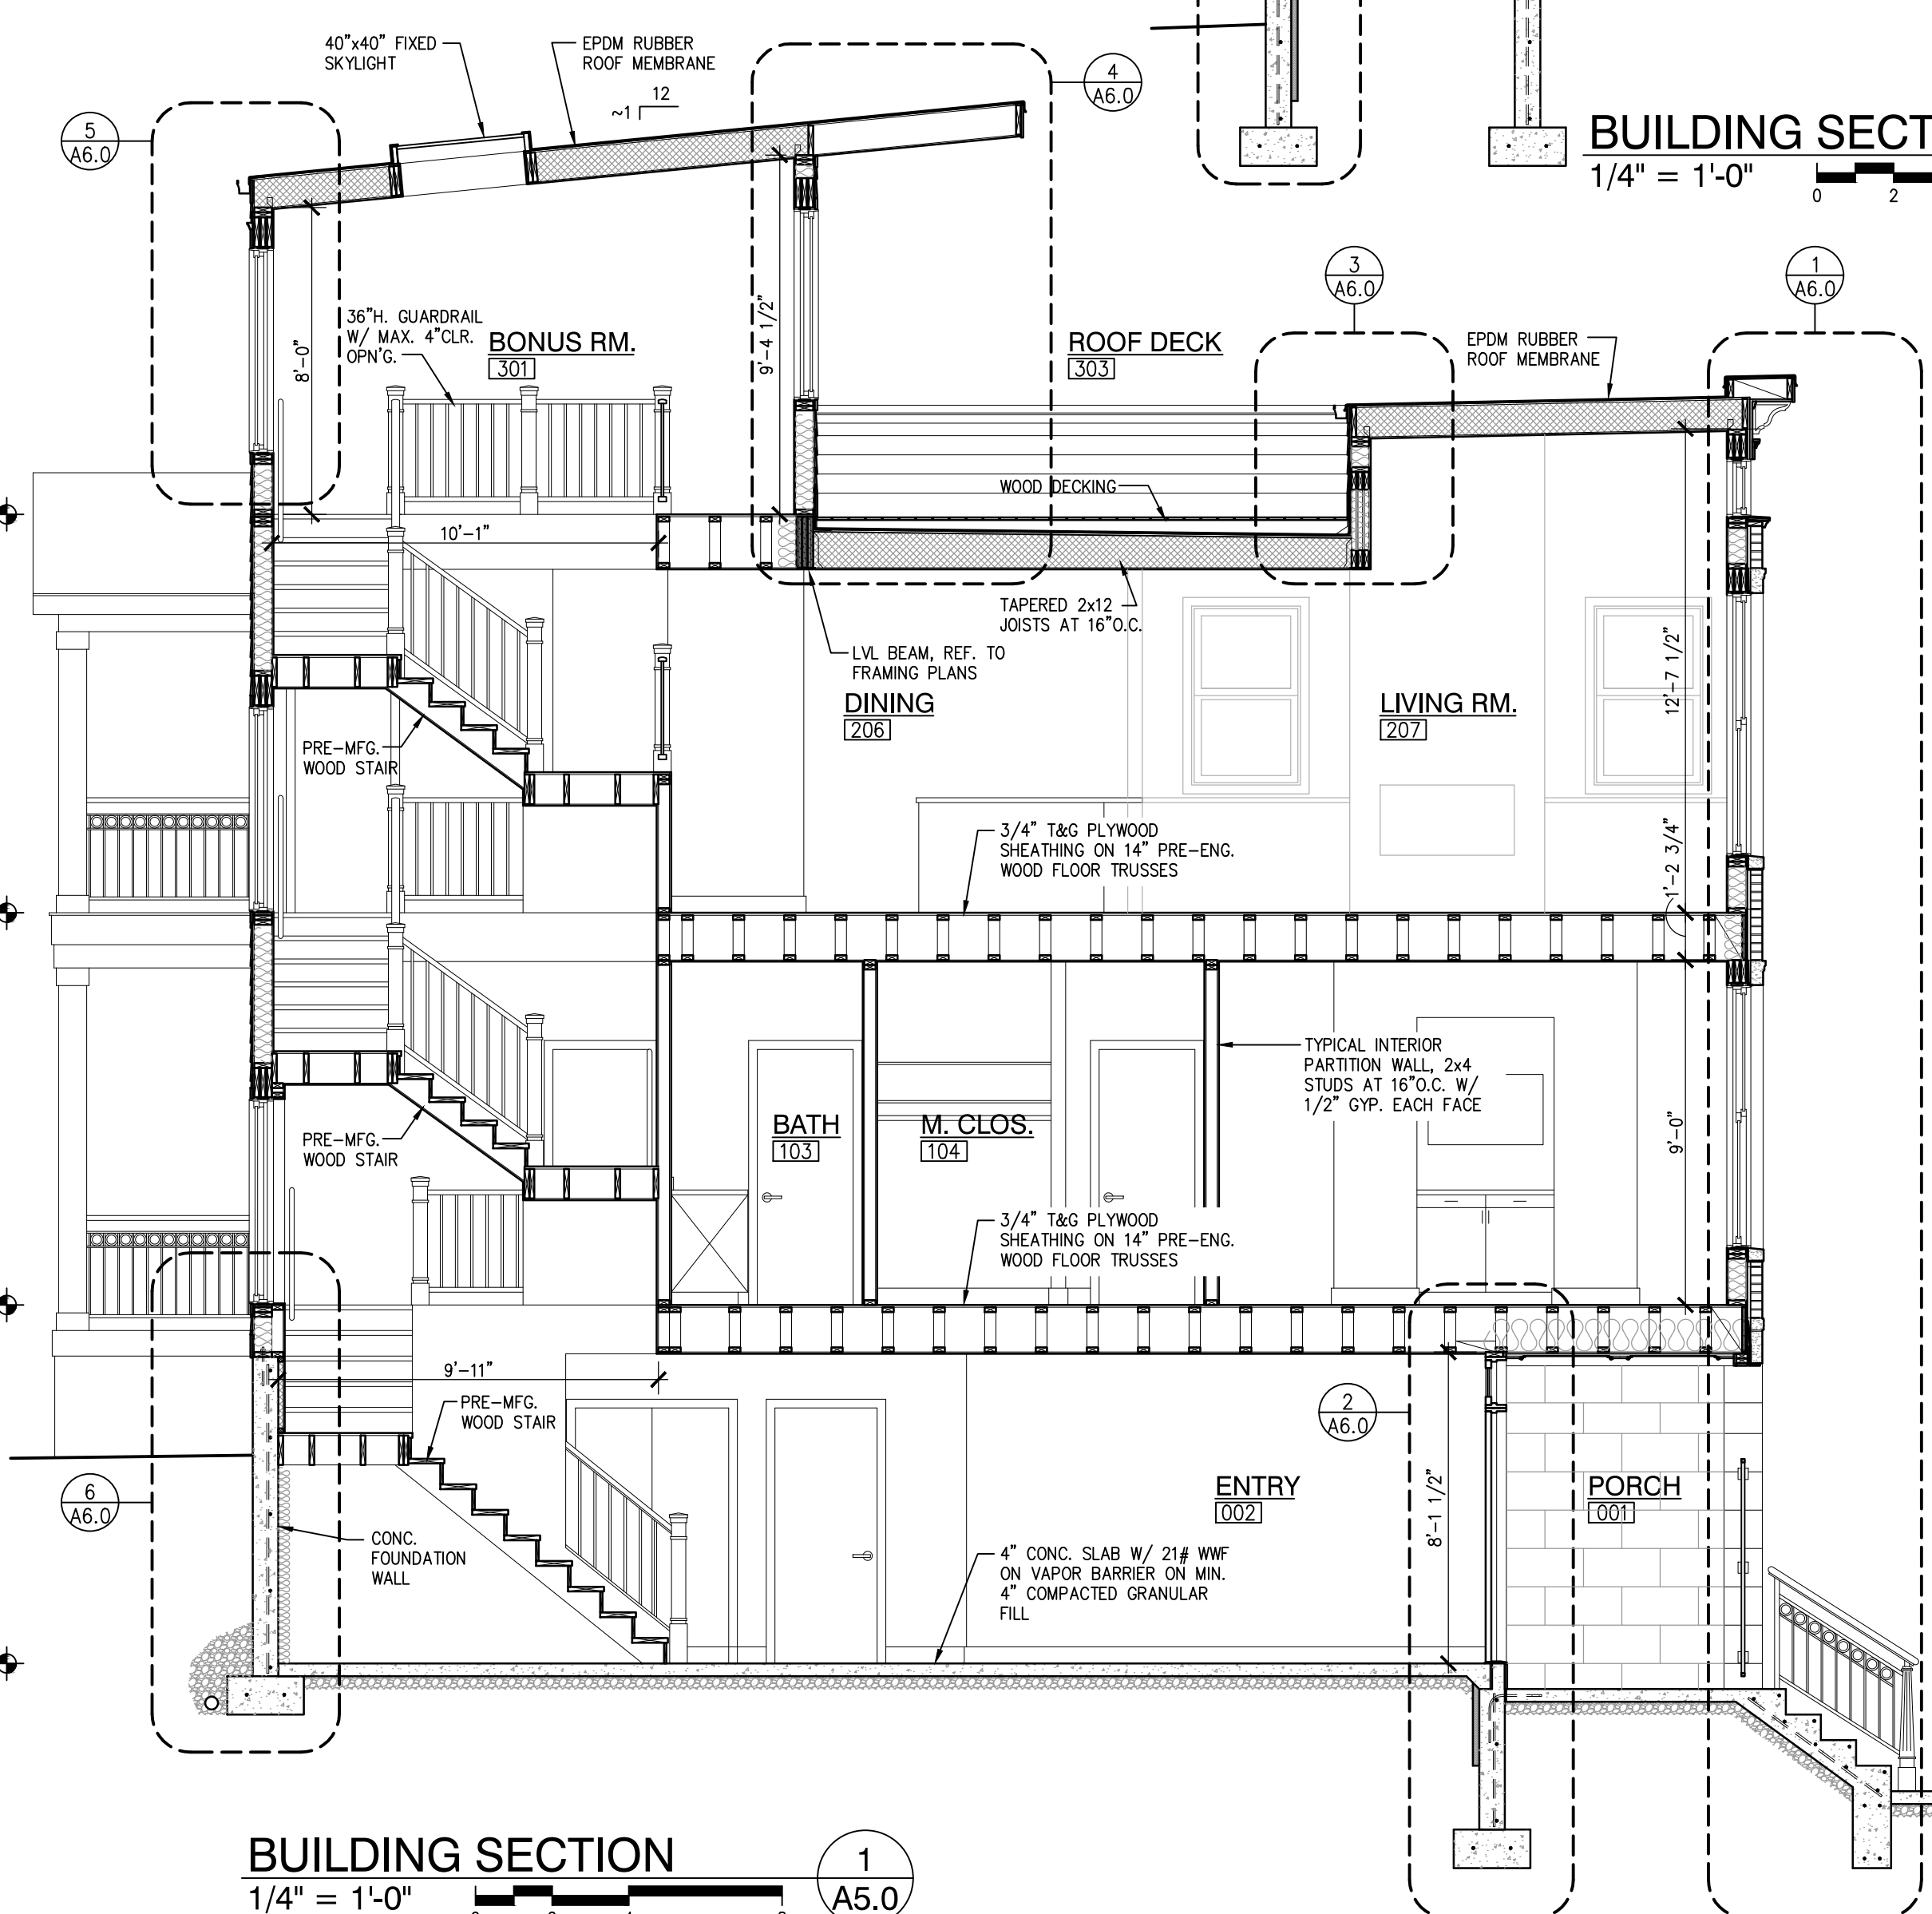 40"x40" FIXED
SKYLIGHT
EPDM RUBBER
ROOF MEMBRANE
12
~1
4
A6.0
5
A6.0
BUILDING SECT
1/4" = 1'-0"
0
2
3
A6.0
1
A6.0
36"H. GUARDRAIL
W/ MAX. 4"CLR.
OPN'G.
8'-0"
BONUS RM.
301
9'-4 1/2"
ROOF DECK
303
EPDM RUBBER
ROOF MEMBRANE
WOOD DECKING
10'-1"
TAPERED 2x12
JOISTS AT 16"O.C.
LVL BEAM, REF. TO
FRAMING PLANS
DINING
206
LIVING RM.
207
12'-7 1/2"
PRE-MFG.
WOOD STAIR
3/4" T&G PLYWOOD
SHEATHING ON 14" PRE-ENG.
WOOD FLOOR TRUSSES
1'-2 3/4"
TYPICAL INTERIOR
PARTITION WALL, 2x4
STUDS AT 16"O.C. W/
1/2" GYP. EACH FACE
PRE-MFG.
WOOD STAIR
BATH
103
M. CLOS.
104
9'-0"
3/4" T&G PLYWOOD
SHEATHING ON 14" PRE-ENG.
WOOD FLOOR TRUSSES
9'-11"
PRE-MFG.
WOOD STAIR
2
A6.0
6
A6.0
ENTRY
002
8'-1 1/2"
PORCH
001
CONC.
FOUNDATION
WALL
4" CONC. SLAB W/ 21# WWF
ON VAPOR BARRIER ON MIN.
4" COMPACTED GRANULAR
FILL
BUILDING SECTION
1/4" = 1'-0"
1
A5.0